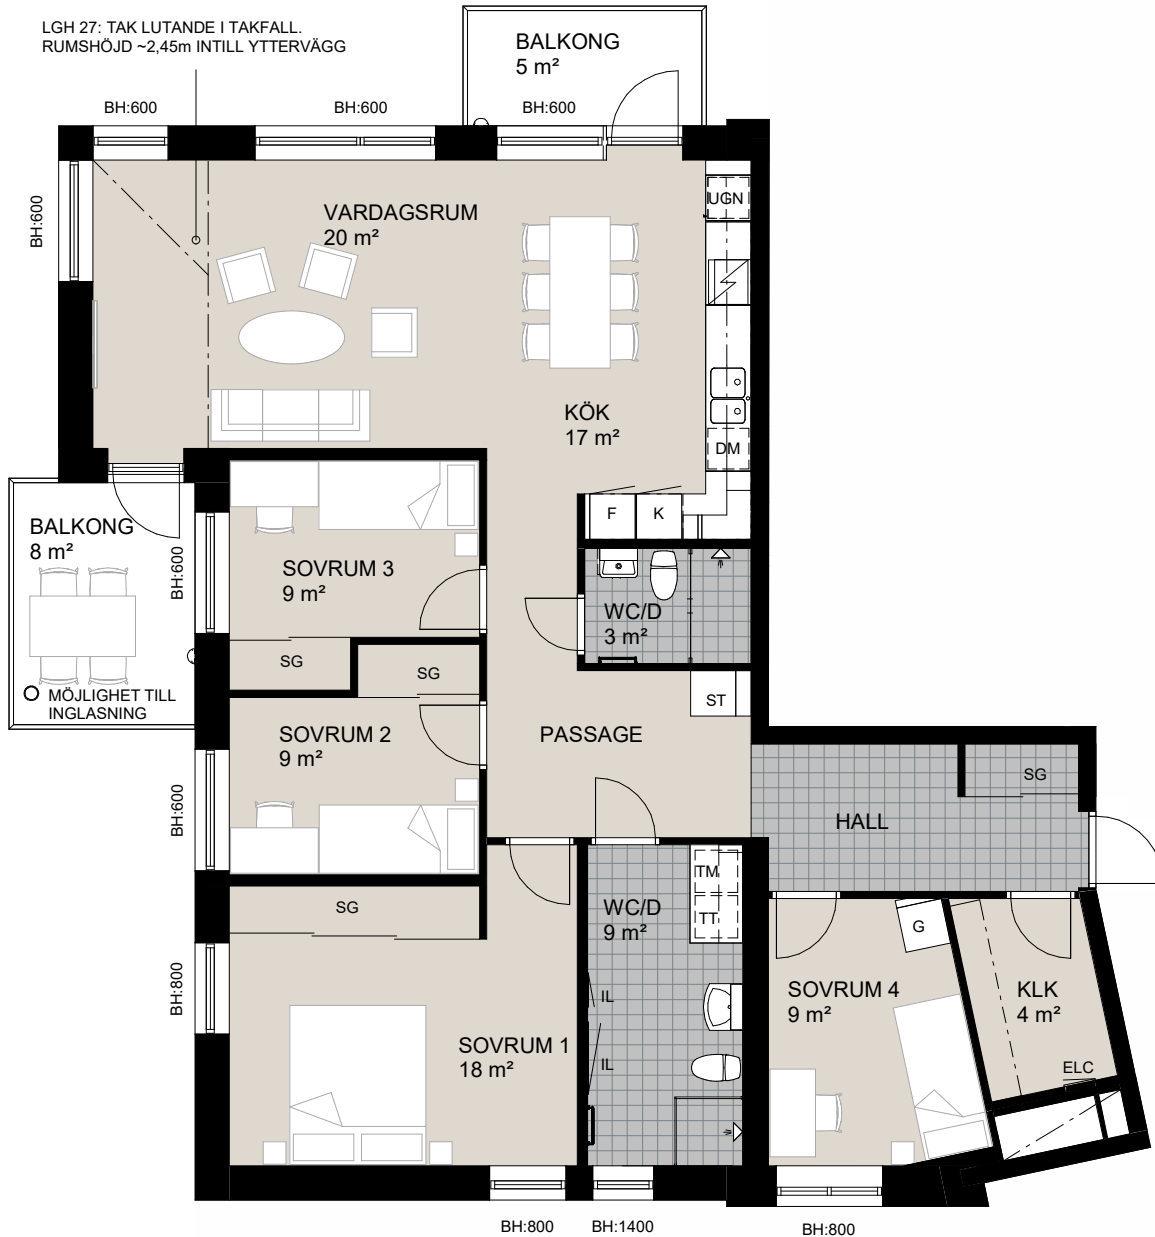 LGH 27: TAK LUTANDE I TAKFALL.
RUMSHÖJD ~2,45m INTILL YTTERVÄGG
BALKONG
5 m²
BH:600
BH:600
BH:600
BH:600
UGN
VARDAGSRUM
20 m²
KÖK
17 m²
DM
F
K
BALKONG
8 m²
BH:600
SOVRUM 3
9 m²
WC/D
3 m²
SG
SG
MÖJLIGHET TILL
INGLASNING
ST
SOVRUM 2
9 m²
PASSAGE
BH:600
SG
HALL
TM
TT
SG
WC/D
9 m²
G
BH:800
IL
IL
SOVRUM 4
9 m²
KLK
4 m²
SOVRUM 1
18 m²
ELC
BH:800
BH:1400
BH:800